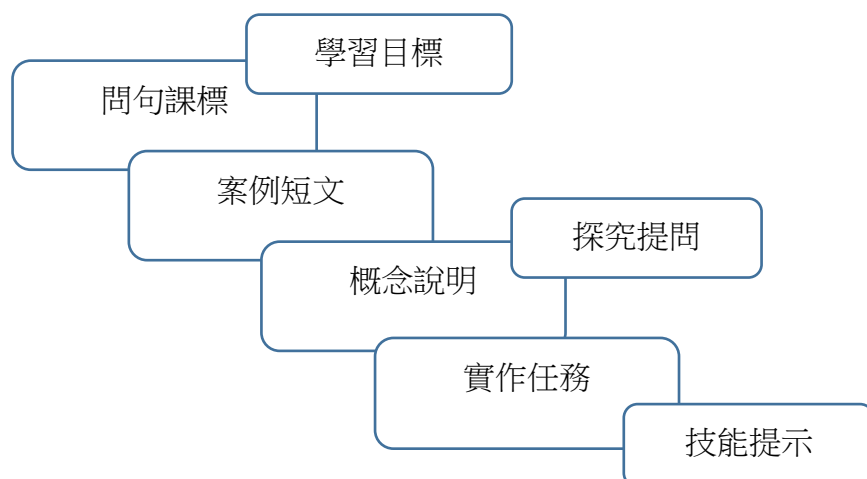 學習目標
問句課標
案例短文
探究提問
概念說明
實作任務
技能提示